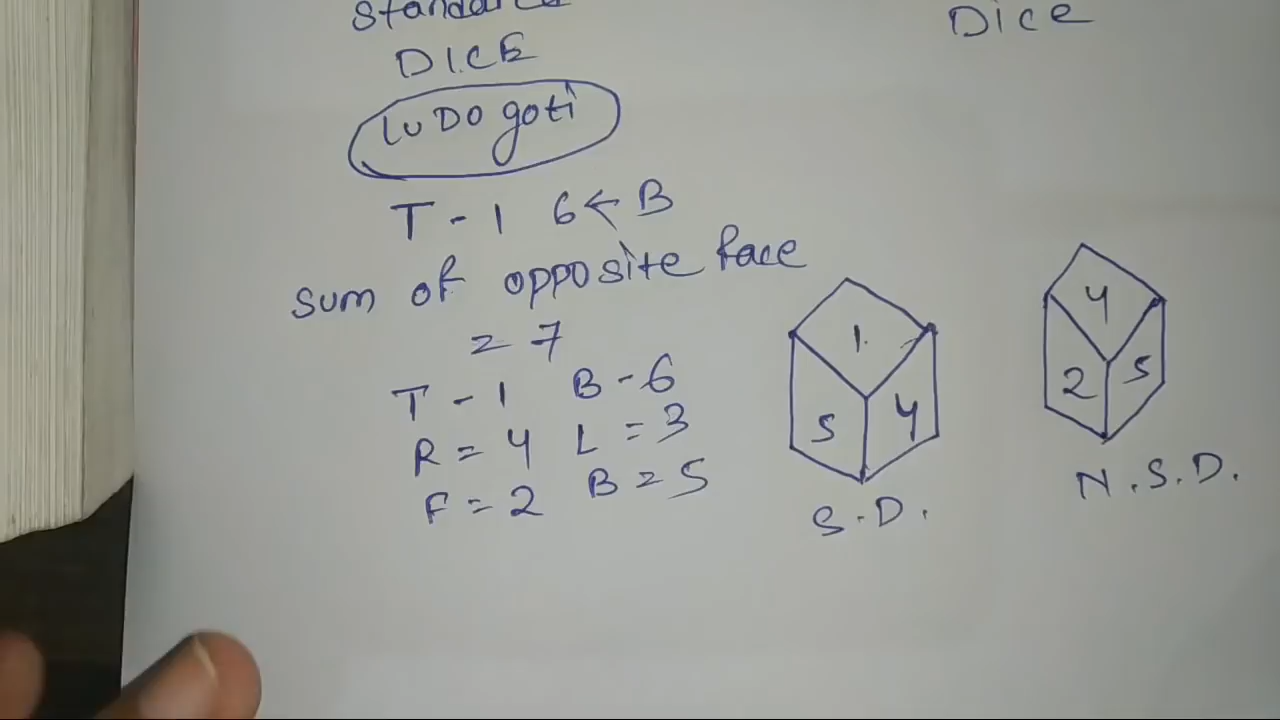 DICE
Dice
LUDO goti
T - 1 6 ← B
sum of opposite face
= 7
T - 1 B - 6
R = 4 L = 3
F = 2 B = 5
1
5 4
S.D.
4
2 5
N.S.D.